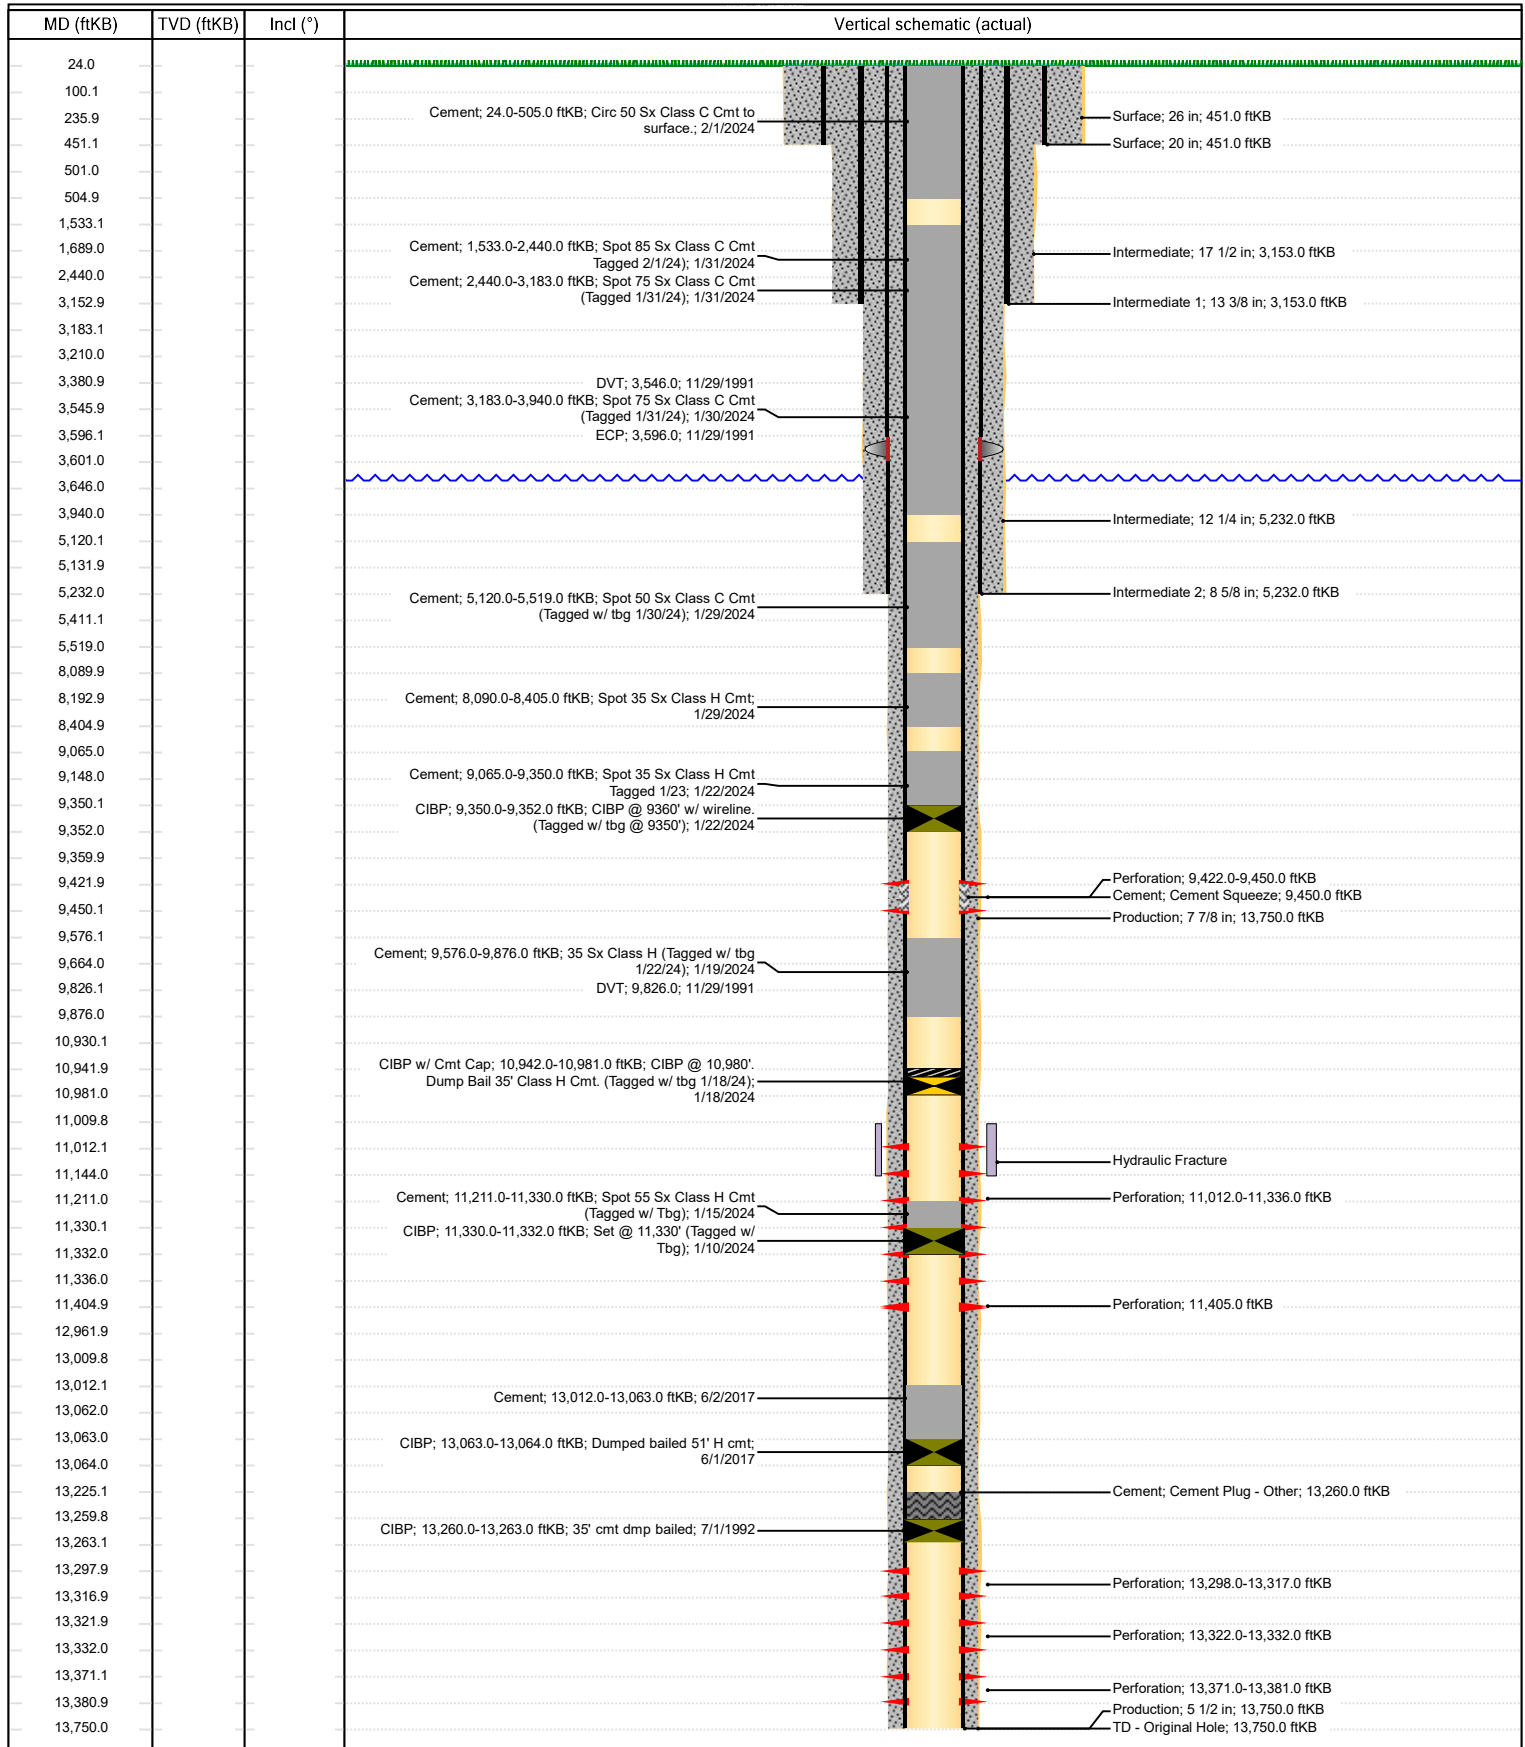 MD (ftKB) TVD (ftKB) Incl (°) Vertical schematic (actual)
24.0
100.1
235.9
451.1
501.0
504.9
1,533.1
1,689.0
2,440.0
3,152.9
3,183.1
3,210.0
3,380.9
3,545.9
3,596.1
3,601.0
3,646.0
3,940.0
5,120.1
5,131.9
5,232.0
5,411.1
5,519.0
8,089.9
8,192.9
8,404.9
9,065.0
9,148.0
9,350.1
9,352.0
9,359.9
9,421.9
9,450.1
9,576.1
9,664.0
9,826.1
9,876.0
10,930.1
10,941.9
10,981.0
11,009.8
11,012.1
11,144.0
11,211.0
11,330.1
11,332.0
11,336.0
11,404.9
12,961.9
13,009.8
13,012.1
13,062.0
13,063.0
13,064.0
13,225.1
13,259.8
13,263.1
13,297.9
13,316.9
13,321.9
13,332.0
13,371.1
13,380.9
13,750.0
Cement; 24.0-505.0 ftKB; Circ 50 Sx Class C Cmt to
surface.; 2/1/2024
Cement; 1,533.0-2,440.0 ftKB; Spot 85 Sx Class C Cmt
Tagged 2/1/24); 1/31/2024
Cement; 2,440.0-3,183.0 ftKB; Spot 75 Sx Class C Cmt
(Tagged 1/31/24); 1/31/2024
DVT; 3,546.0; 11/29/1991
Cement; 3,183.0-3,940.0 ftKB; Spot 75 Sx Class C Cmt
(Tagged 1/31/24); 1/30/2024
ECP; 3,596.0; 11/29/1991
Cement; 5,120.0-5,519.0 ftKB; Spot 50 Sx Class C Cmt
(Tagged w/ tbg 1/30/24); 1/29/2024
Cement; 8,090.0-8,405.0 ftKB; Spot 35 Sx Class H Cmt;
1/29/2024
Cement; 9,065.0-9,350.0 ftKB; Spot 35 Sx Class H Cmt
Tagged 1/23; 1/22/2024
CIBP; 9,350.0-9,352.0 ftKB; CIBP @ 9360' w/ wireline.
(Tagged w/ tbg @ 9350'); 1/22/2024
Cement; 9,576.0-9,876.0 ftKB; 35 Sx Class H (Tagged w/ tbg
1/22/24); 1/19/2024
DVT; 9,826.0; 11/29/1991
CIBP w/ Cmt Cap; 10,942.0-10,981.0 ftKB; CIBP @ 10,980'.
Dump Bail 35' Class H Cmt. (Tagged w/ tbg 1/18/24);
1/18/2024
Cement; 11,211.0-11,330.0 ftKB; Spot 55 Sx Class H Cmt
(Tagged w/ Tbg); 1/15/2024
CIBP; 11,330.0-11,332.0 ftKB; Set @ 11,330' (Tagged w/
Tbg); 1/10/2024
Cement; 13,012.0-13,063.0 ftKB; 6/2/2017
CIBP; 13,063.0-13,064.0 ftKB; Dumped bailed 51' H cmt;
6/1/2017
CIBP; 13,260.0-13,263.0 ftKB; 35' cmt dmp bailed; 7/1/1992
Surface; 26 in; 451.0 ftKB
Surface; 20 in; 451.0 ftKB
Intermediate; 17 1/2 in; 3,153.0 ftKB
Intermediate 1; 13 3/8 in; 3,153.0 ftKB
Intermediate; 12 1/4 in; 5,232.0 ftKB
Intermediate 2; 8 5/8 in; 5,232.0 ftKB
Perforation; 9,422.0-9,450.0 ftKB
Cement; Cement Squeeze; 9,450.0 ftKB
Production; 7 7/8 in; 13,750.0 ftKB
Hydraulic Fracture
Perforation; 11,012.0-11,336.0 ftKB
Perforation; 11,405.0 ftKB
Cement; Cement Plug - Other; 13,260.0 ftKB
Perforation; 13,298.0-13,317.0 ftKB
Perforation; 13,322.0-13,332.0 ftKB
Perforation; 13,371.0-13,381.0 ftKB
Production; 5 1/2 in; 13,750.0 ftKB
TD - Original Hole; 13,750.0 ftKB